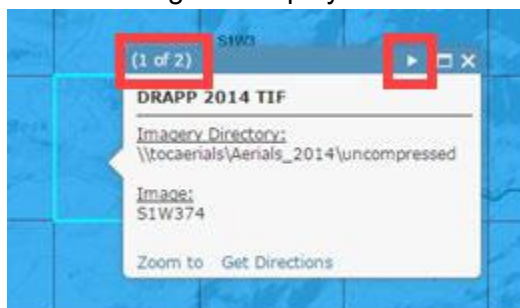 S1W3
(1 of 2)
DRAPP 2014 TIF
Imagery Directory:
\\tocaerials\Aerials_2014\uncompressed
Image:
S1W374
Zoom to Get Directions